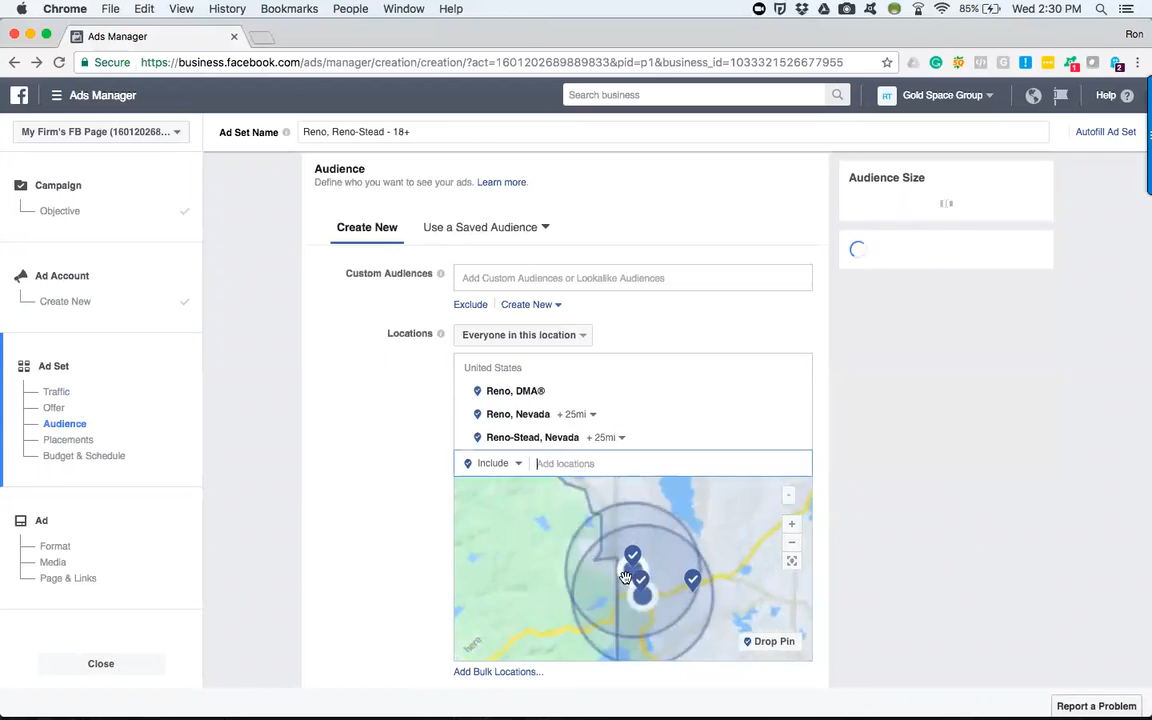 Chrome File Edit View History Bookmarks People Window Help 85% Wed 2:30 PM
Ads Manager Ron
Secure https://business.facebook.com/ads/manager/creation/creation/?act=1601202689889833&pid=p1&business_id=1033321526677955
Ads Manager Search business RT Gold Space Group Help
My Firm's FB Page (160120268... Ad Set Name Reno, Reno-Stead - 18+ Autofill Ad Set
Audience
Define who you want to see your ads. Learn more.
Audience Size
Campaign
Objective
Create New Use a Saved Audience
Ad Account
Create New
Custom Audiences Add Custom Audiences or Lookalike Audiences
Exclude Create New
Locations Everyone in this location
Ad Set
Traffic
Offer
Audience
Placements
Budget & Schedule
United States
Reno, DMA®
Reno, Nevada + 25mi
Reno-Stead, Nevada + 25mi
Include Add locations
Ad
Format
Media
Page & Links
here
Drop Pin
Close
Add Bulk Locations...
Report a Problem